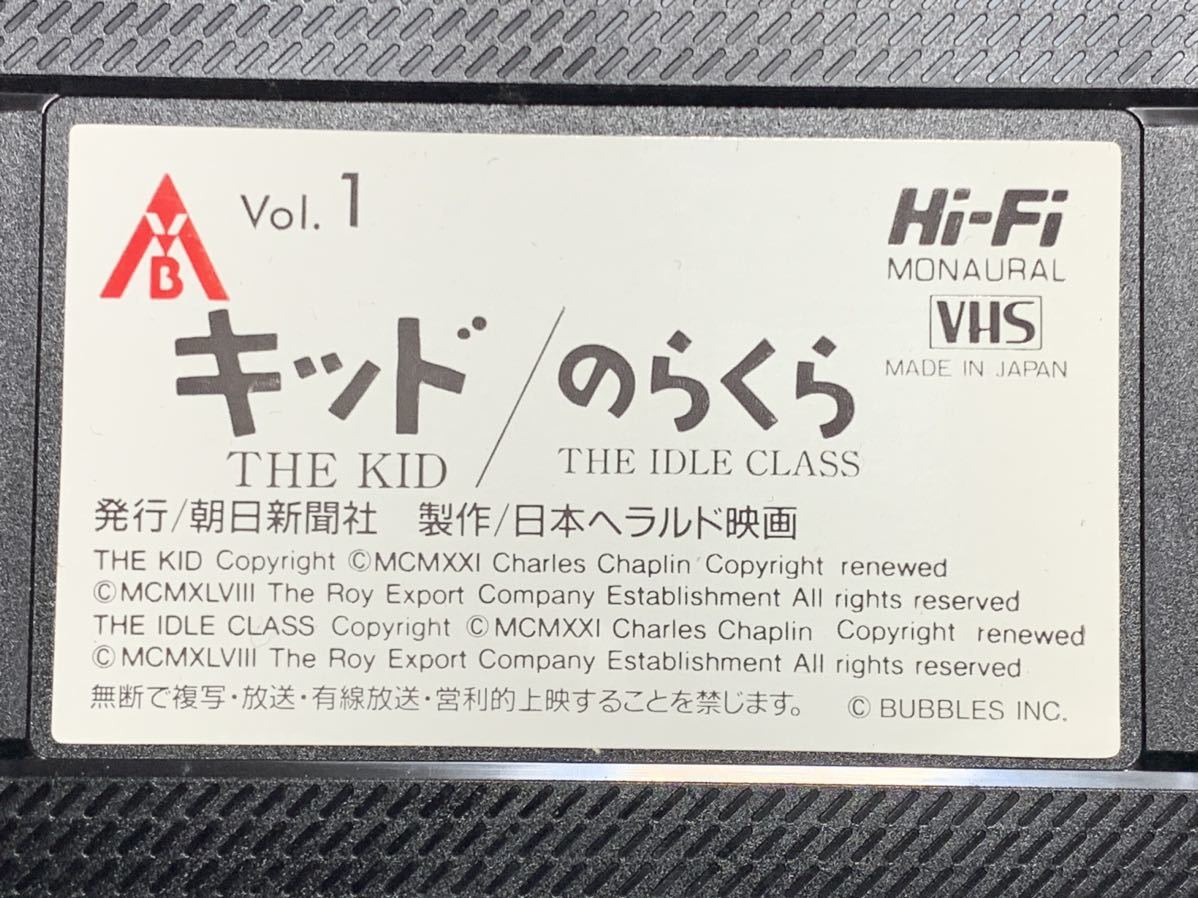 VB
Vol. 1
Hi-Fi
MONAURAL
VHS
MADE IN JAPAN
キッド/のらくら
THE KID THE IDLE CLASS
発行/朝日新聞社 製作/日本ヘラルド映画
THE KID Copyright ©MCMXXI Charles Chaplin Copyright renewed
©MCMXLVIII The Roy Export Company Establishment All rights reserved
THE IDLE CLASS Copyright ©MCMXXI Charles Chaplin Copyright renewed
©MCMXLVIII The Roy Export Company Establishment All rights reserved
無断で複写・放送・有線放送・営利的上映することを禁じます。 © BUBBLES INC.